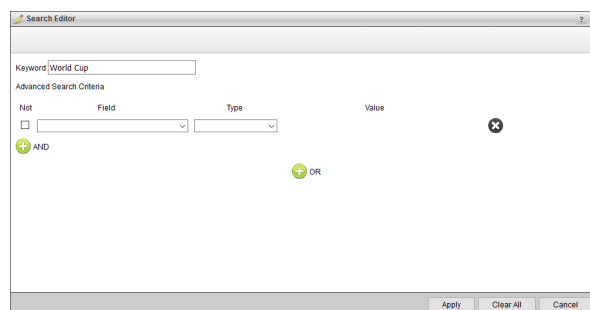 Search Editor ?
Keyword World Cup
Advanced Search Criteria
Not Field Type Value
AND
OR
Apply Clear All Cancel